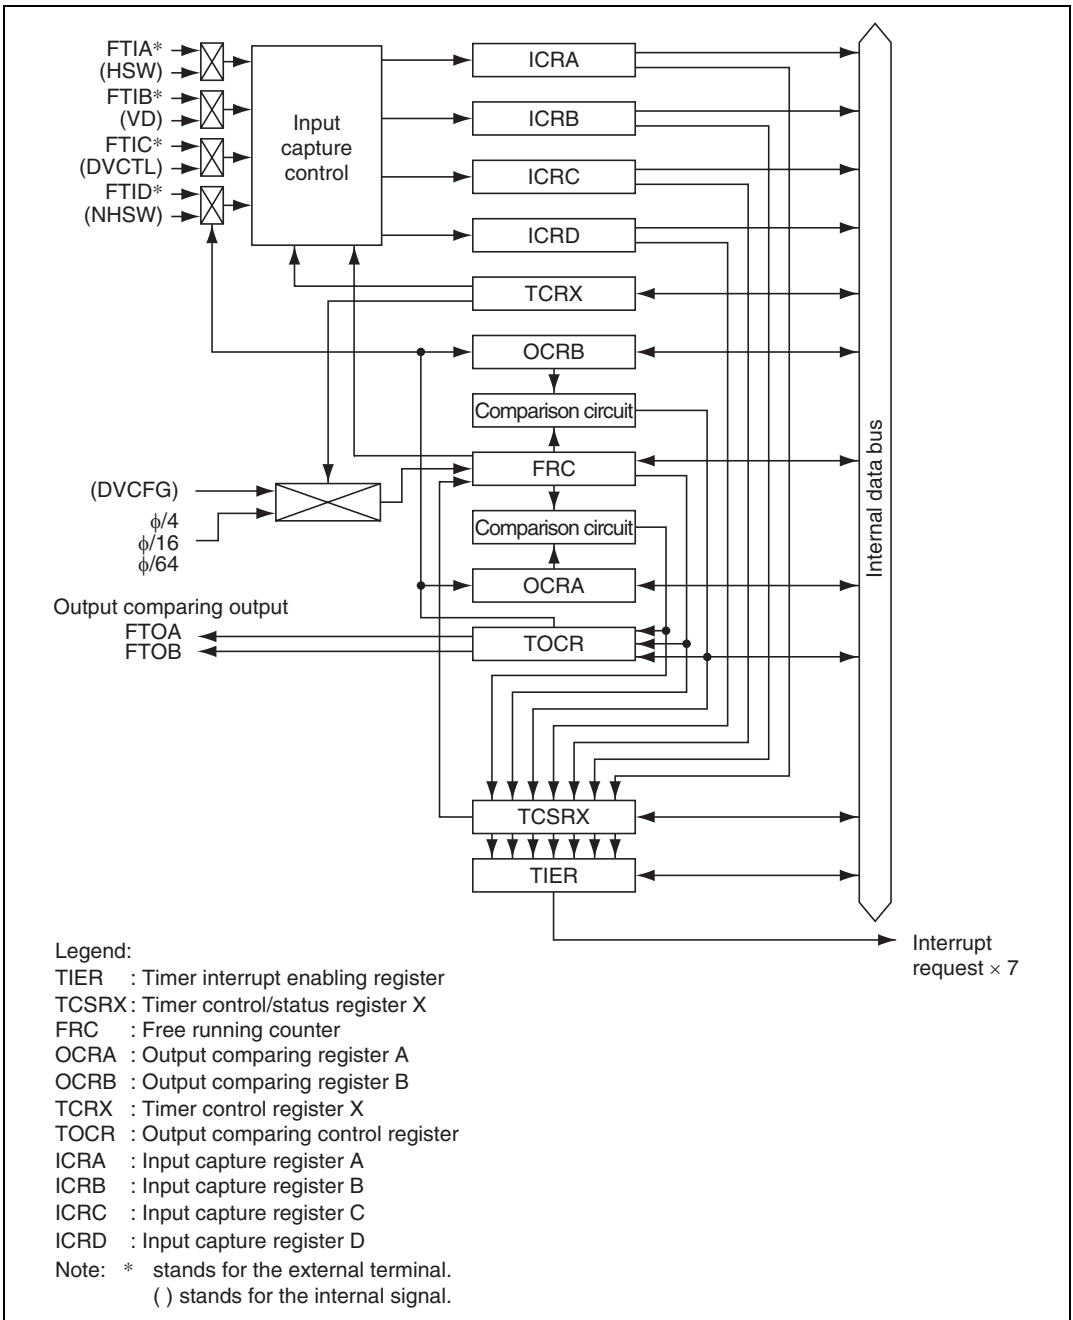 FTIA*
(HSW)
FTIB*
(VD)
FTIC*
(DVCTL)
FTID*
(NHSW)
Input
capture
control
ICRA
ICRB
ICRC
ICRD
TCRX
OCRB
Comparison circuit
FRC
Comparison circuit
OCRA
TOCR
TCSRX
TIER
Internal data bus
(DVCFG)
ϕ/4
ϕ/16
ϕ/64
Output comparing output
FTOA
FTOB
Interrupt
request × 7
Legend:
TIER : Timer interrupt enabling register
TCSRX : Timer control/status register X
FRC : Free running counter
OCRA : Output comparing register A
OCRB : Output comparing register B
TCRX : Timer control register X
TOCR : Output comparing control register
ICRA : Input capture register A
ICRB : Input capture register B
ICRC : Input capture register C
ICRD : Input capture register D
Note: * stands for the external terminal.
( ) stands for the internal signal.